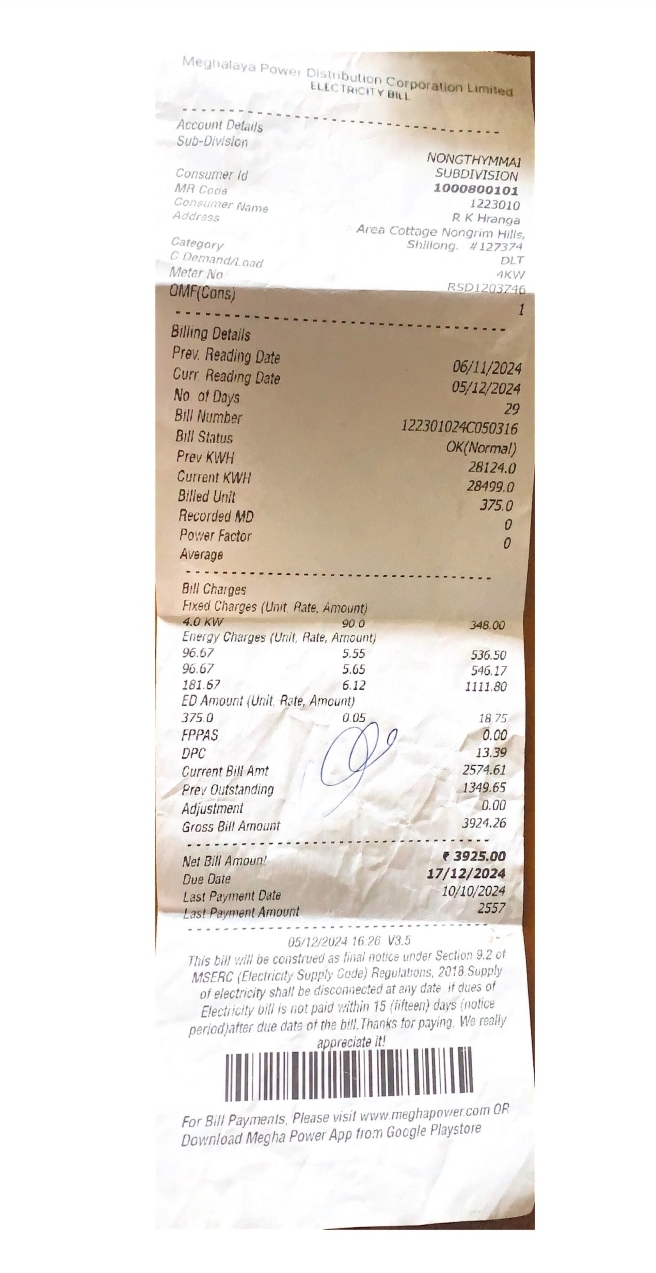 Meghalaya Power Distribution Corporation Limited
ELECTRICITY BILL
Account Details
Sub-Division NONGTHYMMAI SUBDIVISION
Consumer Id 1000800101
MR Code 1223010
Consumer Name R K Hranga
Address Area Cottage Nongrim Hills,
Shillong. #127374
Category DLT
C Demand/Load 4KW
Meter No RSD1203746
OMF(Cons) 1
Billing Details
Prev. Reading Date 06/11/2024
Curr. Reading Date 05/12/2024
No. of Days 29
Bill Number 122301024C050316
Bill Status OK(Normal)
Prev KWH 28124.0
Current KWH 28499.0
Billed Unit 375.0
Recorded MD 0
Power Factor 0
Average
Bill Charges
Fixed Charges (Unit, Rate, Amount)
4.0 KW 90.0 348.00
Energy Charges (Unit, Rate, Amount)
96.67 5.55 536.50
96.67 5.65 546.17
181.67 6.12 1111.80
ED Amount (Unit, Rate, Amount)
375.0 0.05 18.75
FPPAS 0.00
DPC 13.39
Current Bill Amt 2574.61
Prev Outstanding 1349.65
Adjustment 0.00
Gross Bill Amount 3924.26
Net Bill Amount ₹ 3925.00
Due Date 17/12/2024
Last Payment Date 10/10/2024
Last Payment Amount 2557
05/12/2024 16:26 V3.5
This bill will be construed as final notice under Section 9.2 of
MSERC (Electricity Supply Code) Regulations, 2018.Supply
of electricity shall be disconnected at any date if dues of
Electricity bill is not paid within 15 (fifteen) days (notice
period)after due date of the bill.Thanks for paying. We really
appreciate it!
For Bill Payments, Please visit www.meghapower.com OR
Download Megha Power App from Google Playstore